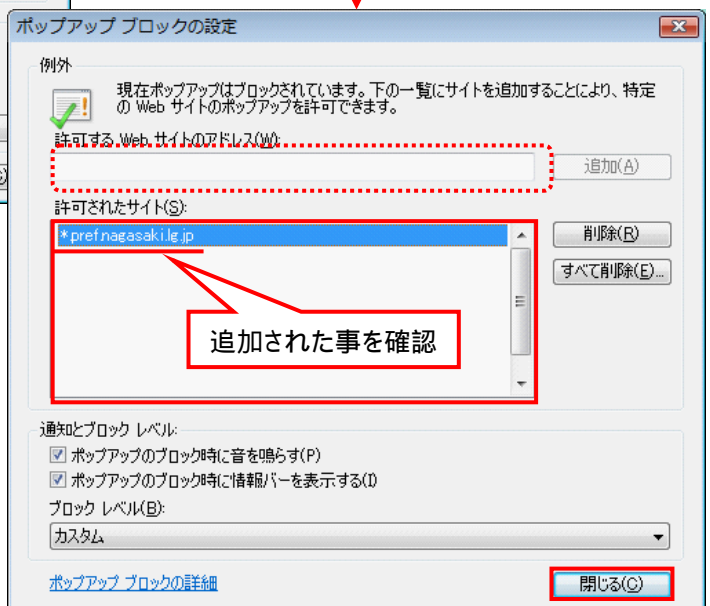 ポップアップ ブロックの設定
例外
現在ポップアップはブロックされています。下の一覧にサイトを追加することにより、特定
の Web サイトのポップアップを許可できます。
許可する Web サイトのアドレス(W):
追加(A)
許可されたサイト(S):
*.pref.nagasaki.lg.jp
削除(R)
すべて削除(E)...
追加された事を確認
通知とブロック レベル:
ポップアップのブロック時に音を鳴らす(P)
ポップアップのブロック時に情報バーを表示する(I)
ブロック レベル(B):
カスタム
ポップアップ ブロックの詳細
閉じる(C)